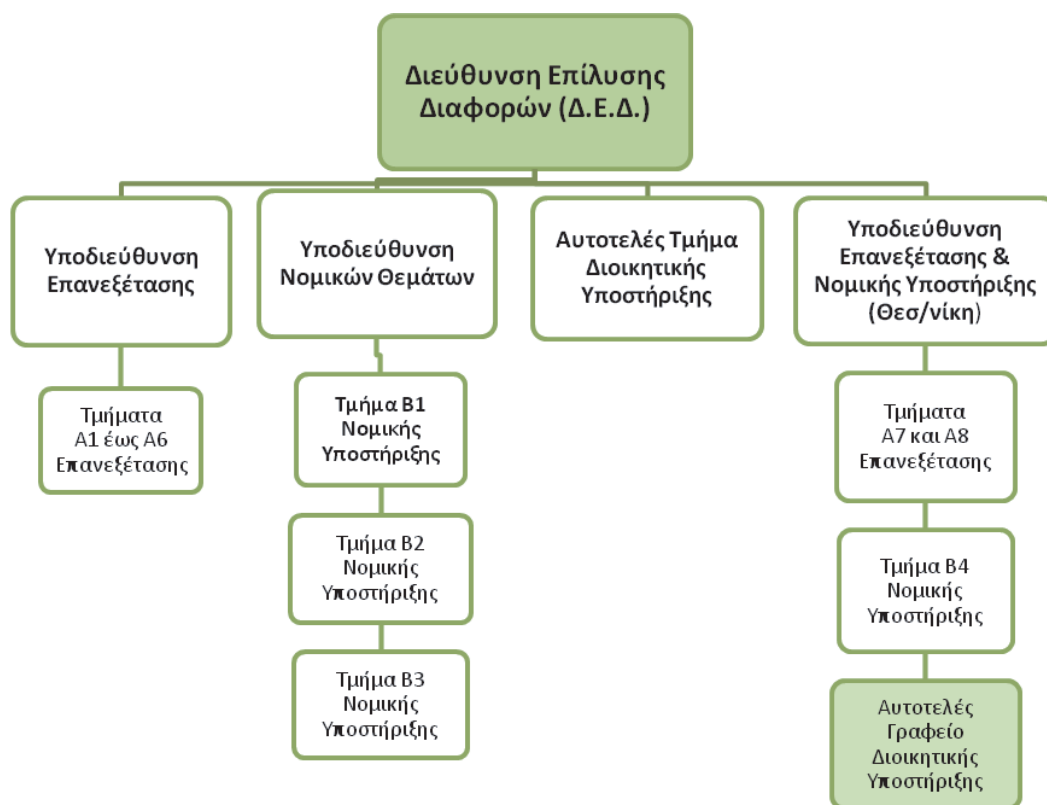 Διεύθυνση Επίλυσης
Διαφορών (Δ.Ε.Δ.)
Υποδιεύθυνση
Επανεξέτασης
Υποδιεύθυνση
Νομικών Θεμάτων
Αυτοτελές Τμήμα
Διοικητικής
Υποστήριξης
Υποδιεύθυνση
Επανεξέτασης &
Νομικής Υποστήριξης
(Θεσ/νίκη)
Τμήματα
Α1 έως Α6
Επανεξέτασης
Τμήμα Β1
Νομικής
Υποστήριξης
Τμήμα Β2
Νομικής
Υποστήριξης
Τμήμα Β3
Νομικής
Υποστήριξης
Τμήματα
Α7 και Α8
Επανεξέτασης
Τμήμα Β4
Νομικής
Υποστήριξης
Αυτοτελές
Γραφείο
Διοικητικής
Υποστήριξης